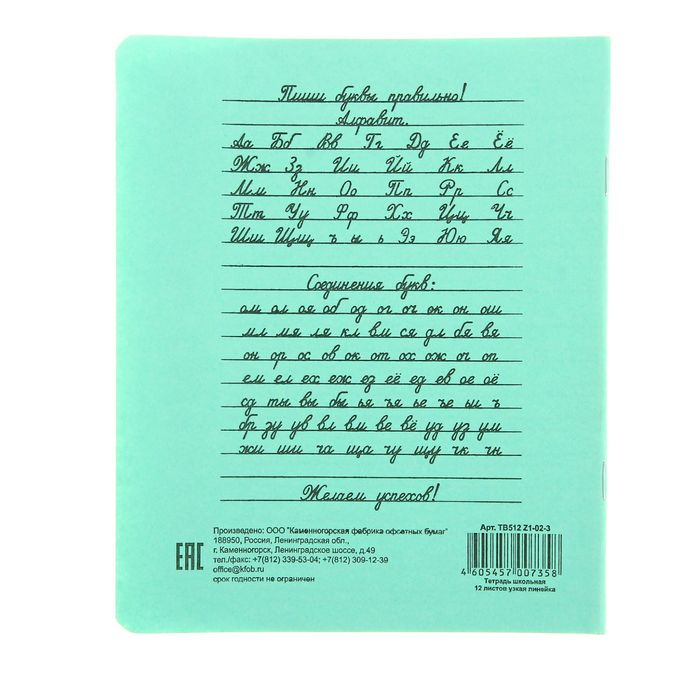 Пиши буквы правильно!
Алфавит.
Аа Бб Вв Гг Дд Ее Ёё
Жж Зз Ии Йй Кк Лл
Мм Нн Оо Пп Рр Сс
Тт Уу Фф Хх Цц Чч
Шш Щщ ъ ы ь Ээ Юю Яя
Соединения букв:
ом ол оя об од ог оч ок он ош
мл мя ля кл вм ся дл бя вя
он ор ос ов ок от ох ож оч оп
ем ел ех еж ез её ед ев ое оё
сд ты вы бы ья ъя ье ъе ьи ъ
бр зу ув вл вм ве вё уд уз ум
жи ши ча ща чу щу чк чн
Желаем успехов!
Произведено: ООО "Каменногорская фабрика офсетных бумаг"
188950, Россия, Ленинградская обл.,
г. Каменногорск, Ленинградское шоссе, д.49
тел./факс: +7(812) 339-53-04; +7(812) 309-12-39
office@kfob.ru
срок годности не ограничен
EAC
Арт. ТВ512 Z1-02-3
4 605457 007358
Тетрадь школьная
12 листов узкая линейка